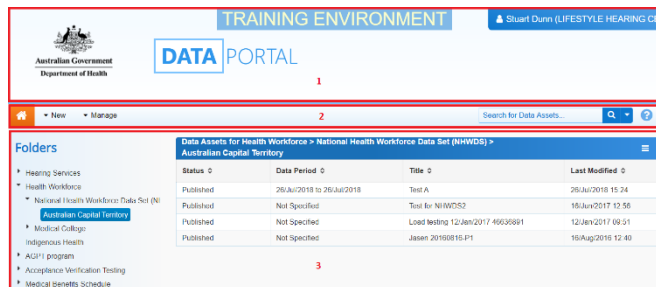 TRAINING ENVIRONMENT
Stuart Dunn (LIFESTYLE HEARING CE
Australian Government
Department of Health
DATA PORTAL
1
New Manage
2
Search for Data Assets...
?
Folders
Hearing Services
Health Workforce
National Health Workforce Data Set (NI
Australian Capital Territory
Medical College
Indigenous Health
AGPT program
Acceptance Verification Testing
Medical Benefits Schedule
Data Assets for Health Workforce > National Health Workforce Data Set (NHWDS) >
Australian Capital Territory
Status Data Period Title Last Modified
Published 26/Jul/2018 to 26/Jul/2018 Test A 26/Jul/2018 15:24
Published Not Specified Test for NHWDS2 16/Jun/2017 12:56
Published Not Specified Load testing 12/Jan/2017 46636891 12/Jan/2017 09:51
Published Not Specified Jasen 20160816-P1 16/Aug/2016 12:40
3